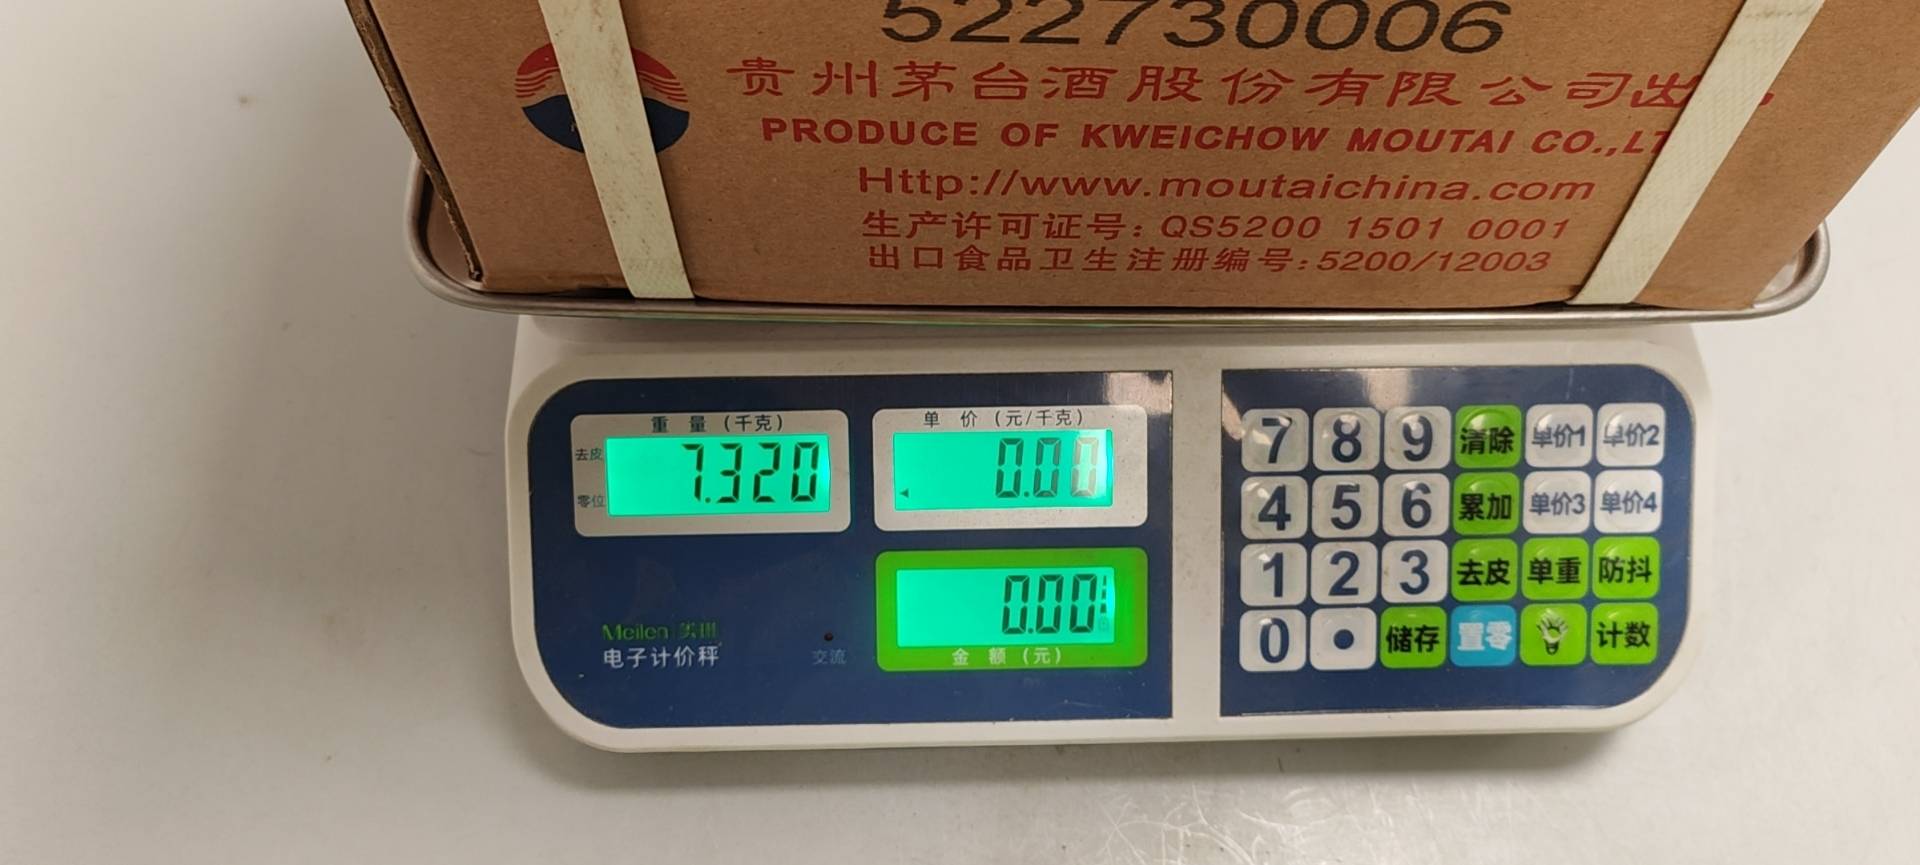 522730006
贵州茅台酒股份有限公司出
PRODUCE OF KWEICHOW MOUTAI CO.,LT
Http://www.moutaichina.com
生产许可证号: QS5200 1501 0001
出口食品卫生注册编号:5200/12003
重 量 (千克)
去皮
零位
7.320
单 价 (元/千克)
0.00
0.00
金 额 (元)
Meilen
电子计价秤
交流
7 8 9 清除 单价1 单价2
4 5 6 累加 单价3 单价4
1 2 3 去皮 单重 防抖
0 • 储存 置零 计数